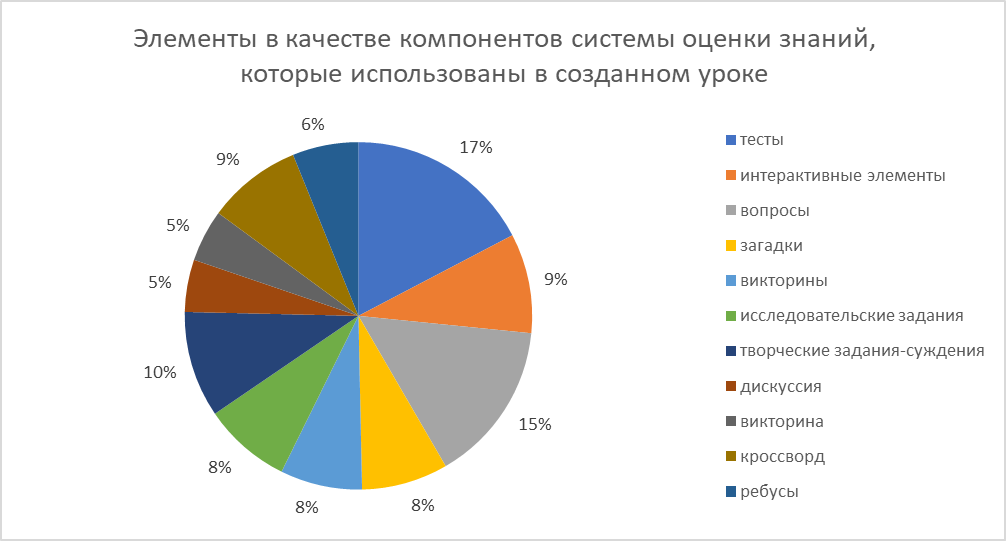 Элементы в качестве компонентов системы оценки знаний,
которые использованы в созданном уроке
6%
17%
9%
9%
5%
5%
10%
15%
8%
8%
8%
тесты
интерактивные элементы
вопросы
загадки
викторины
исследовательские задания
творческие задания-суждения
дискуссия
викторина
кроссворд
ребусы